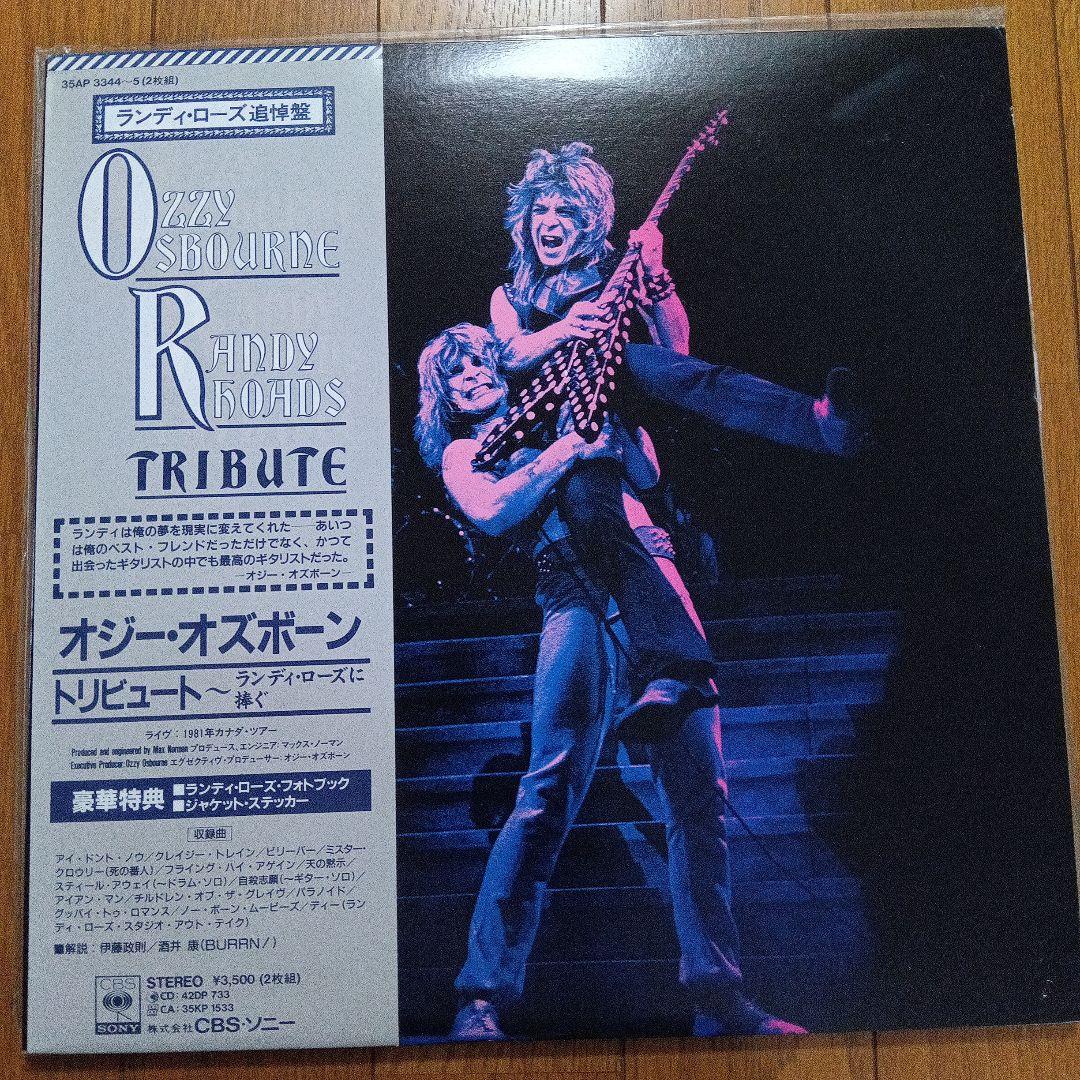 35AP 3344~5 (2枚組)
ランディ・ローズ追悼盤
OZZY
OSBOURNE
RANDY
RHOADS
TRIBUTE
ランディは俺の夢を現実に変えてくれた——あいつ
は俺のベスト・フレンドだっただけでなく、かつて
出会ったギタリストの中でも最高のギタリストだった。
—オジー・オズボーン—
オジー・オズボーン
トリビュート~ランディ・ローズに
捧ぐ
ライヴ:1981年カナダ・ツアー
Produced and engineered by Max Norman プロデュース、エンジニア:マックス・ノーマン
Executive Producer: Ozzy Osbourne エグゼクティヴ・プロデューサー:オジー・オズボーン
豪華特典 ■ランディ・ローズ・フォトブック
■ジャケット・ステッカー
収録曲
アイ・ドント・ノウ/クレイジー・トレイン/ビリーバー/ミスター・
クロウリー(死の番人)/フライング・ハイ・アゲイン/天の黙示/
スティール・アウェイ(~ドラム・ソロ)/自殺志願(~ギター・ソロ)/
アイアン・マン/チルドレン・オブ・ザ・グレイヴ/パラノイド/
グッバイ・トゥ・ロマンス/ノー・ボーン・ムービーズ/ディー(ラン
ディ・ローズ・スタジオ・アウト・テイク)
■解説:伊藤政則/酒井 康(BURRN!)
CBS
SONY
STEREO ¥3,500 (2枚組)
CD: 42DP 733
CA: 35KP 1533
株式会社 CBS・ソニー